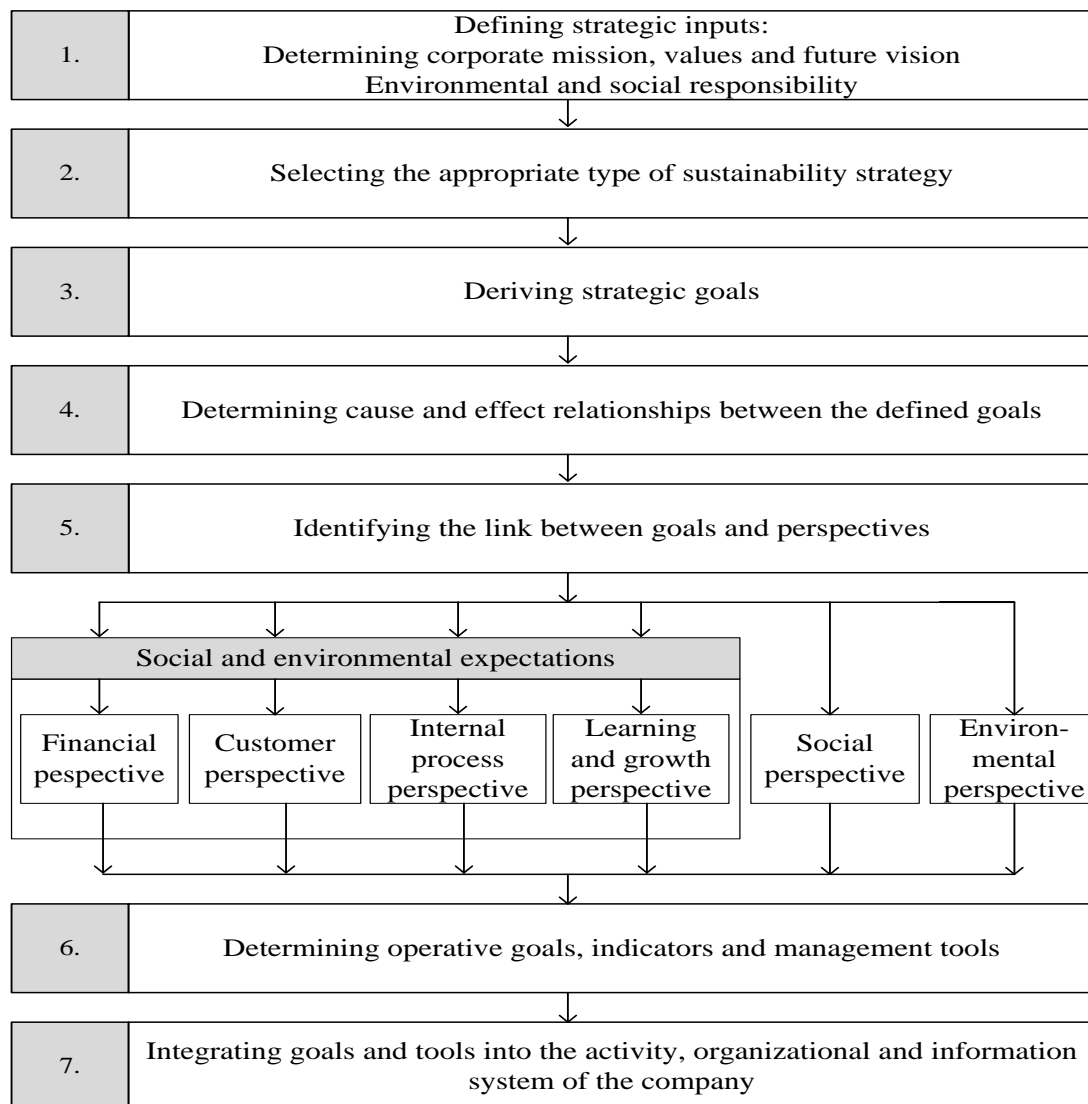 1.
Defining strategic inputs:
Determining corporate mission, values and future vision
Environmental and social responsibility
2.
Selecting the appropriate type of sustainability strategy
3.
Deriving strategic goals
4.
Determining cause and effect relationships between the defined goals
5.
Identifying the link between goals and perspectives
Social and environmental expectations
Financial
pespective
Customer
perspective
Internal
process
perspective
Learning
and growth
perspective
Social
perspective
Environ-
mental
perspective
6.
Determining operative goals, indicators and management tools
7.
Integrating goals and tools into the activity, organizational and information
system of the company